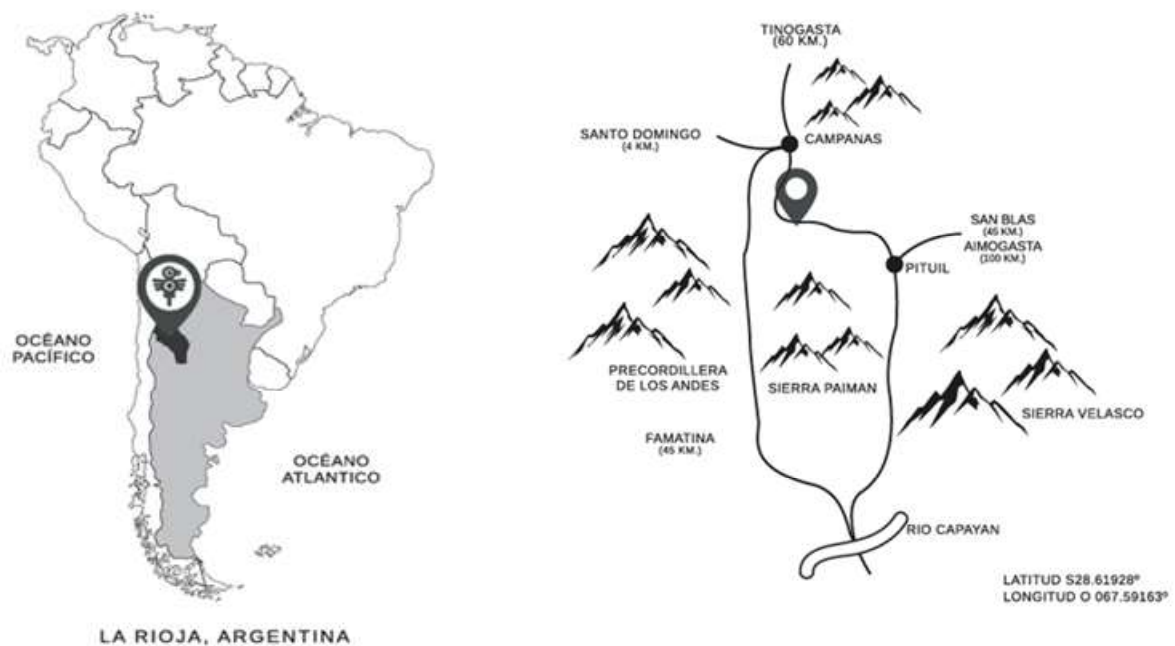 OCÉANO
PACÍFICO
OCÉANO
ATLANTICO
LA RIOJA, ARGENTINA
TINOGASTA
(60 KM.)
SANTO DOMINGO
(4 KM.)
CAMPANAS
SAN BLAS
(45 KM.)
AIMOGASTA
(100 KM.)
PITUIL
PRECORDILLERA
DE LOS ANDES
SIERRA PAIMAN
SIERRA VELASCO
FAMATINA
(45 KM.)
RIO CAPAYAN
LATITUD S28.61928º
LONGITUD O 067.59163º